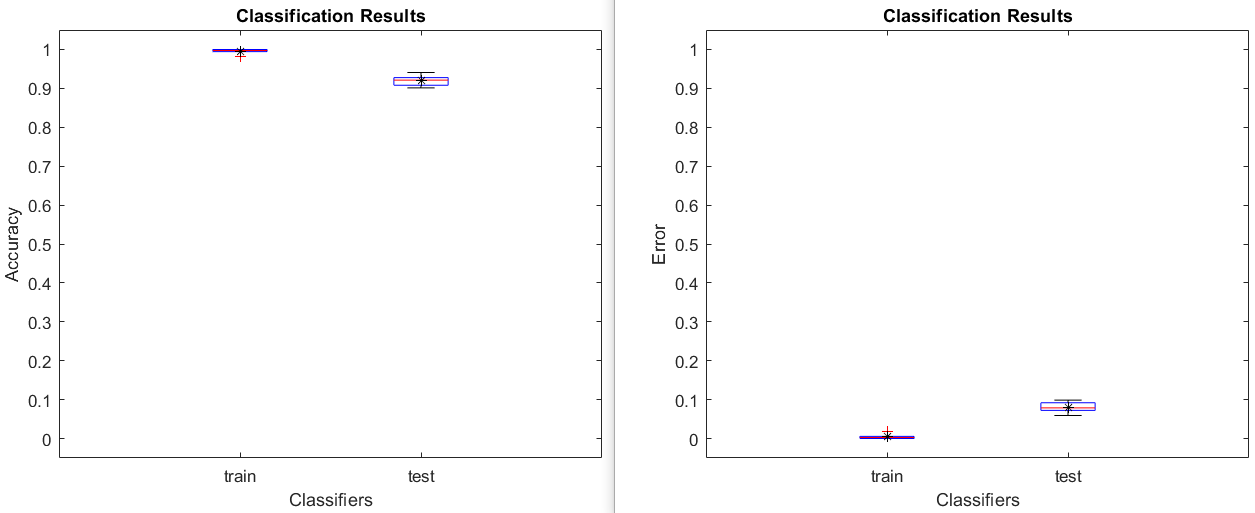 Classification Results
1
0.9
0.8
0.7
0.6
0.5
0.4
0.3
0.2
0.1
0
Accuracy
train test
Classifiers
Classification Results
1
0.9
0.8
0.7
0.6
0.5
0.4
0.3
0.2
0.1
0
Error
train test
Classifiers